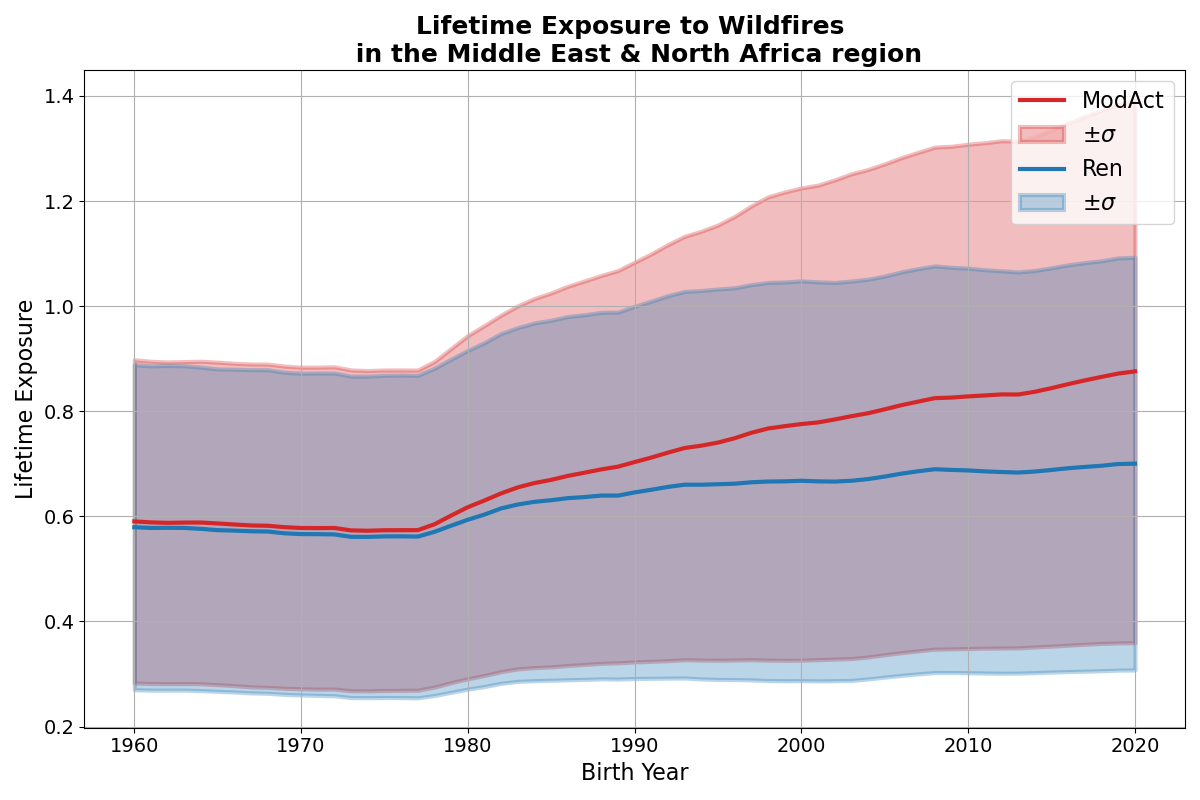 Lifetime Exposure to Wildfires
in the Middle East & North Africa region
Lifetime Exposure
1.4
1.2
1.0
0.8
0.6
0.4
0.2
ModAct
±σ
Ren
±σ
1960
1970
1980
1990
2000
2010
2020
Birth Year